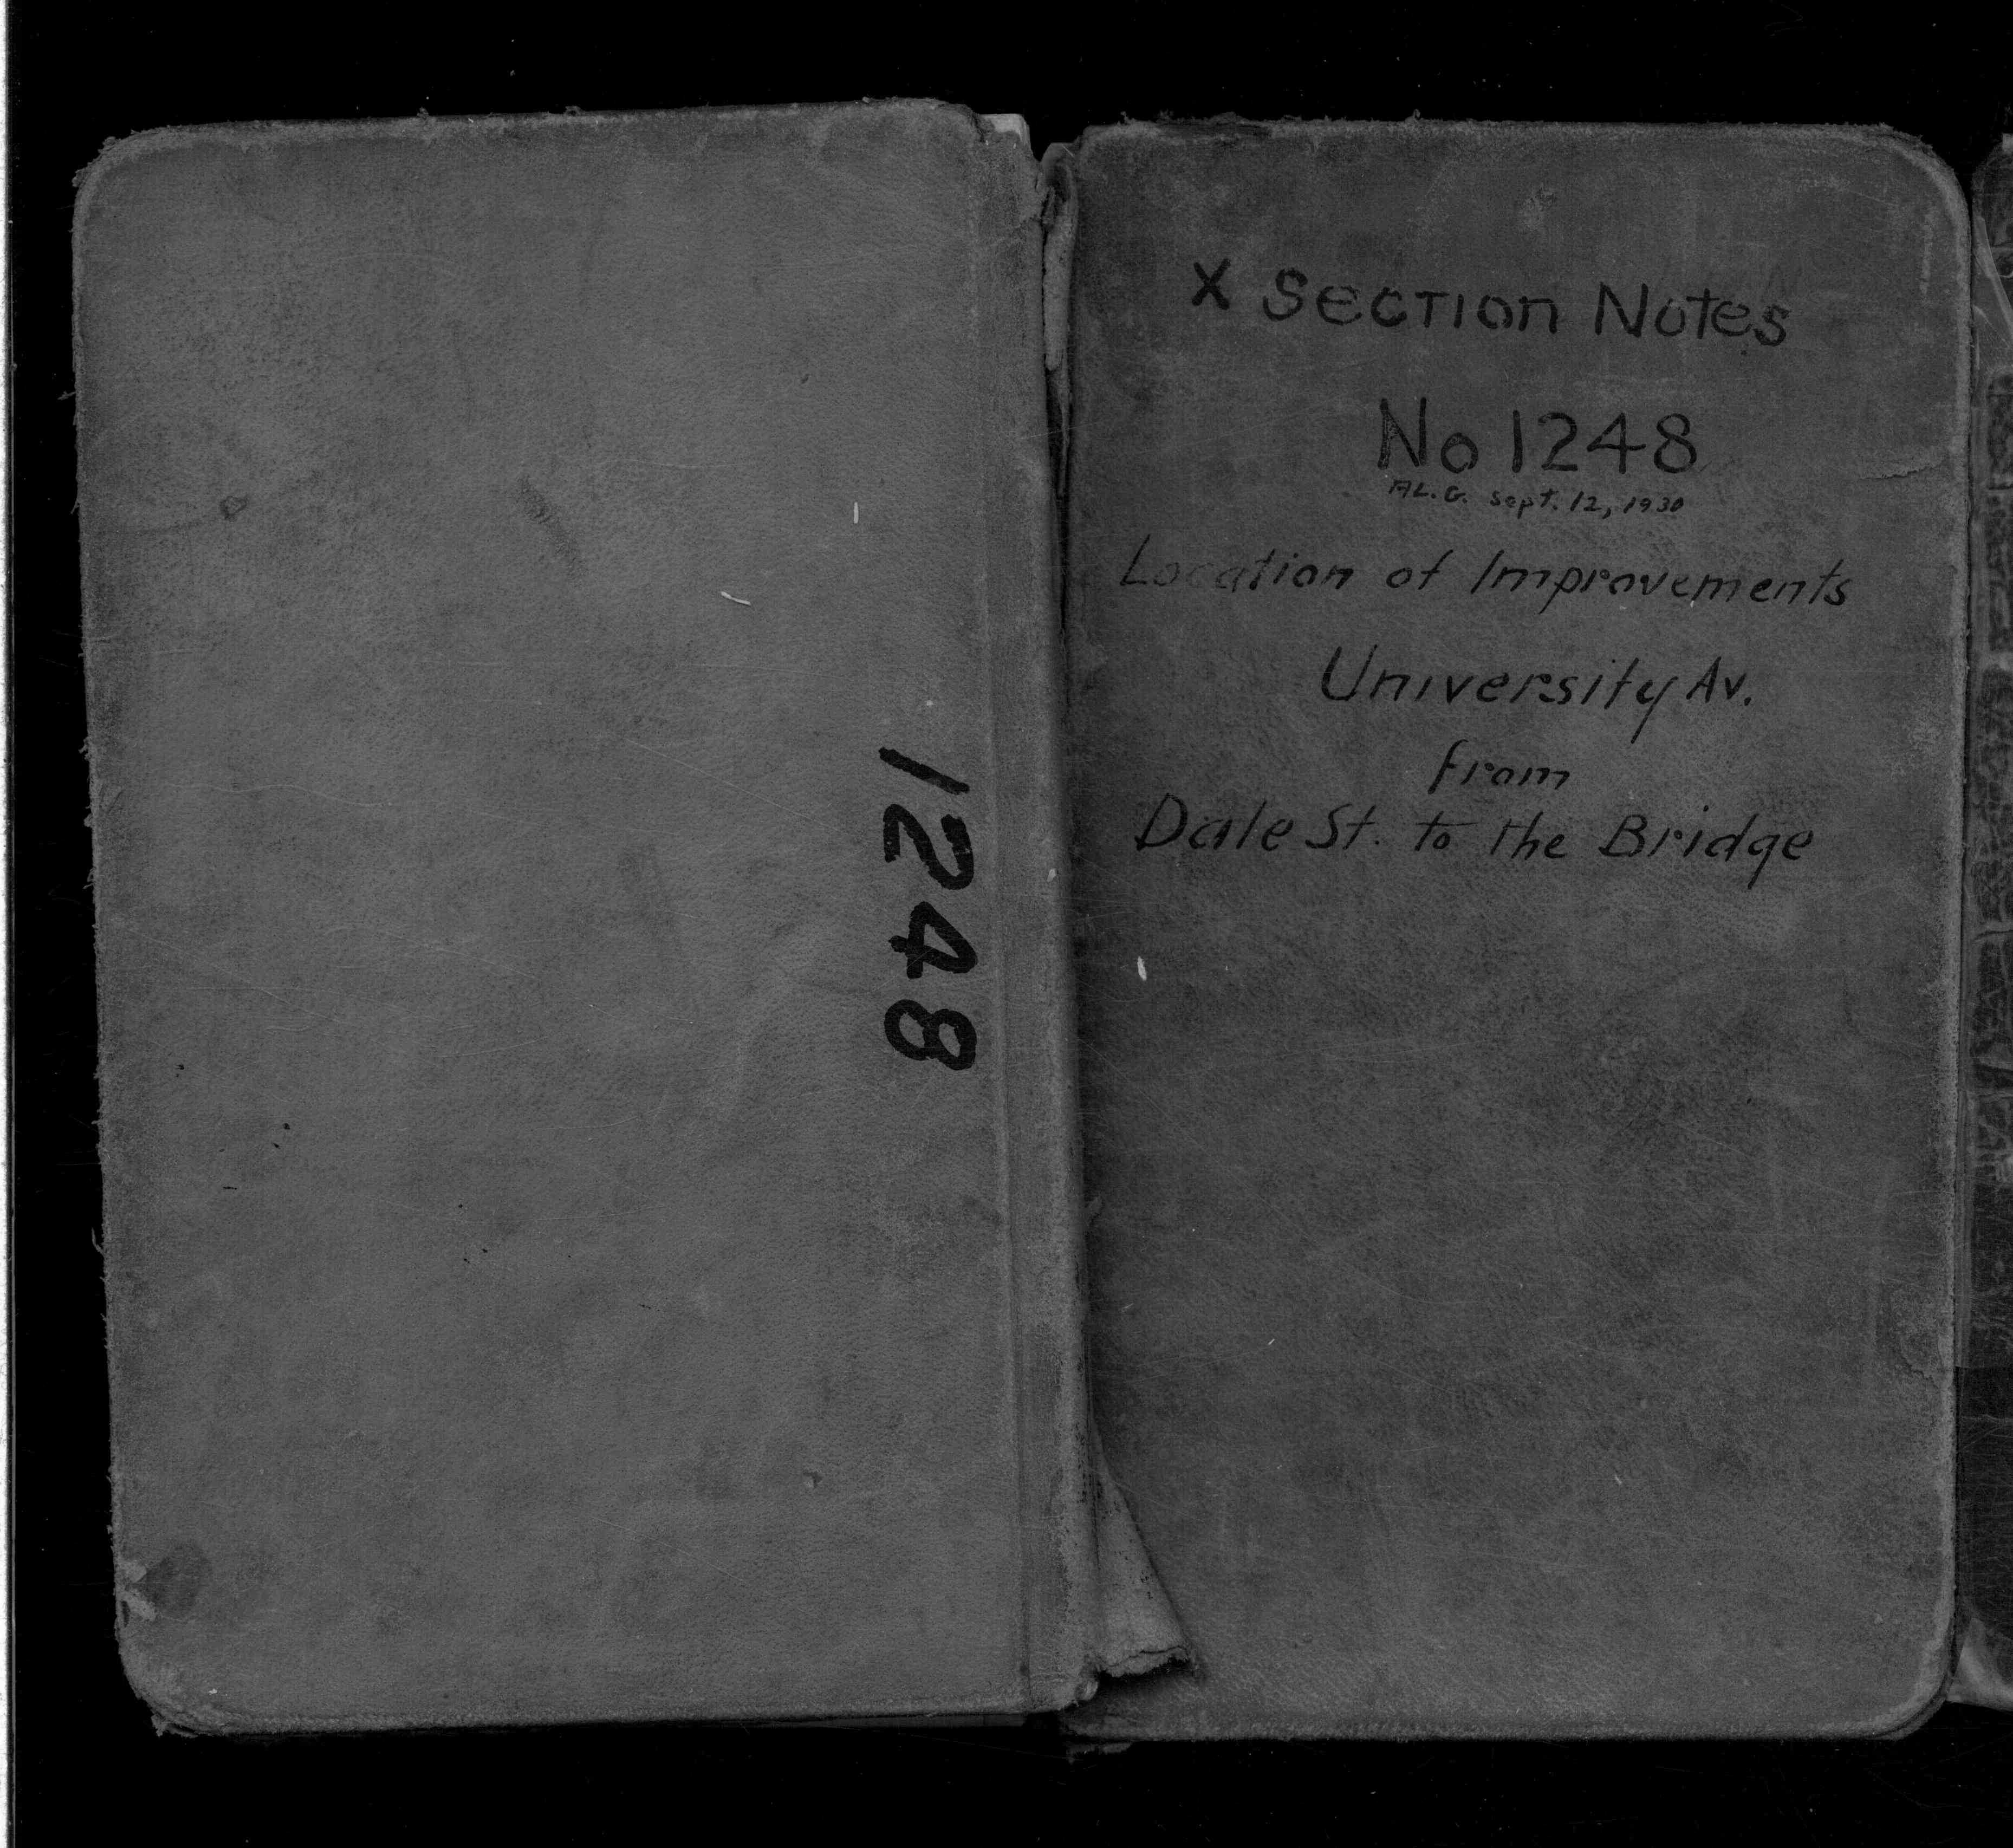 1248
X Section Notes
No 1248
A.L.G. Sept. 12, 1930
Location of Improvements
University Av.
from
Dale St. to the Bridge